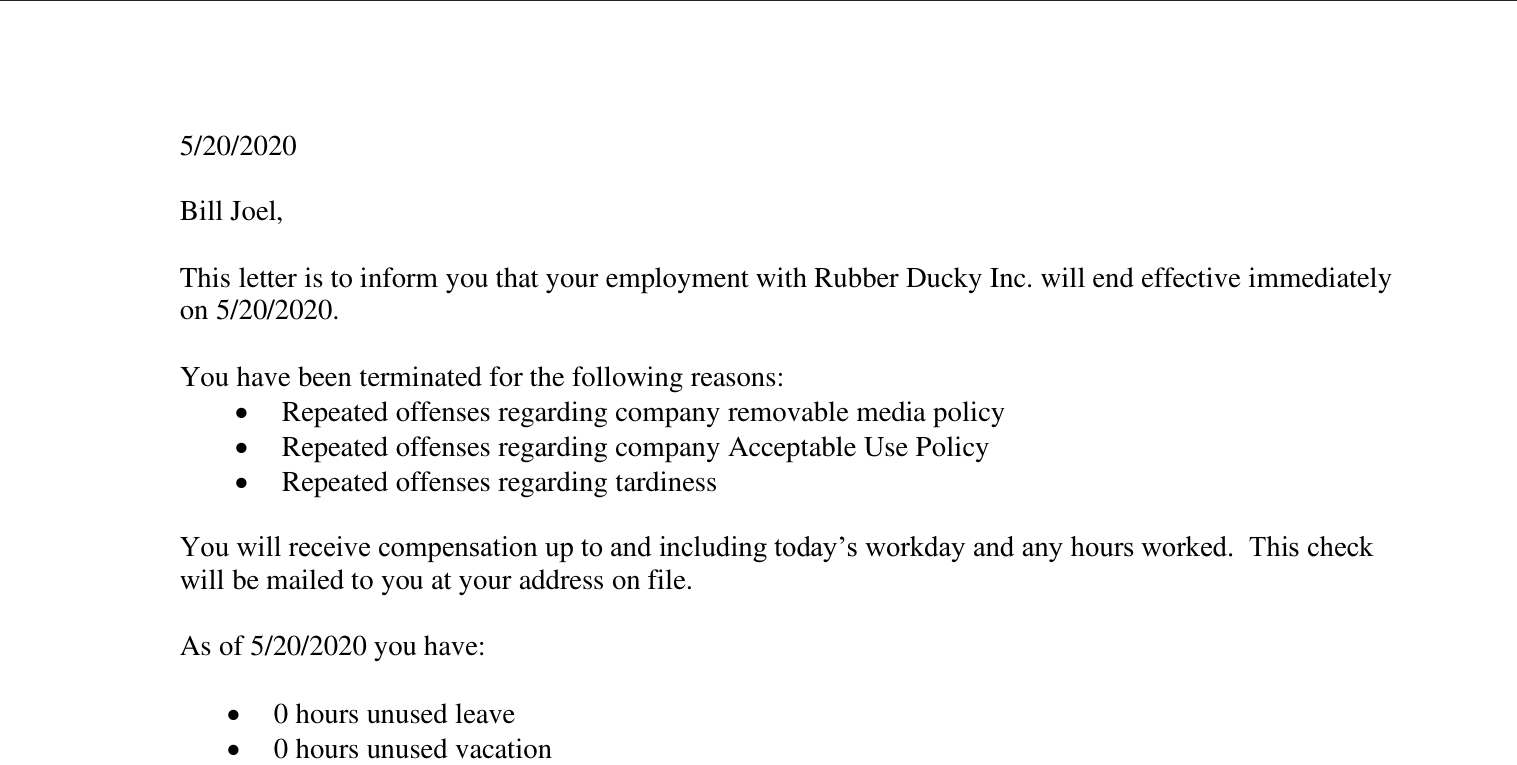 5/20/2020
Bill Joel,
This letter is to inform you that your employment with Rubber Ducky Inc. will end effective immediately
on 5/20/2020.
You have been terminated for the following reasons:
• Repeated offenses regarding company removable media policy
• Repeated offenses regarding company Acceptable Use Policy
• Repeated offenses regarding tardiness
You will receive compensation up to and including today’s workday and any hours worked.  This check
will be mailed to you at your address on file.
As of 5/20/2020 you have:
• 0 hours unused leave
• 0 hours unused vacation